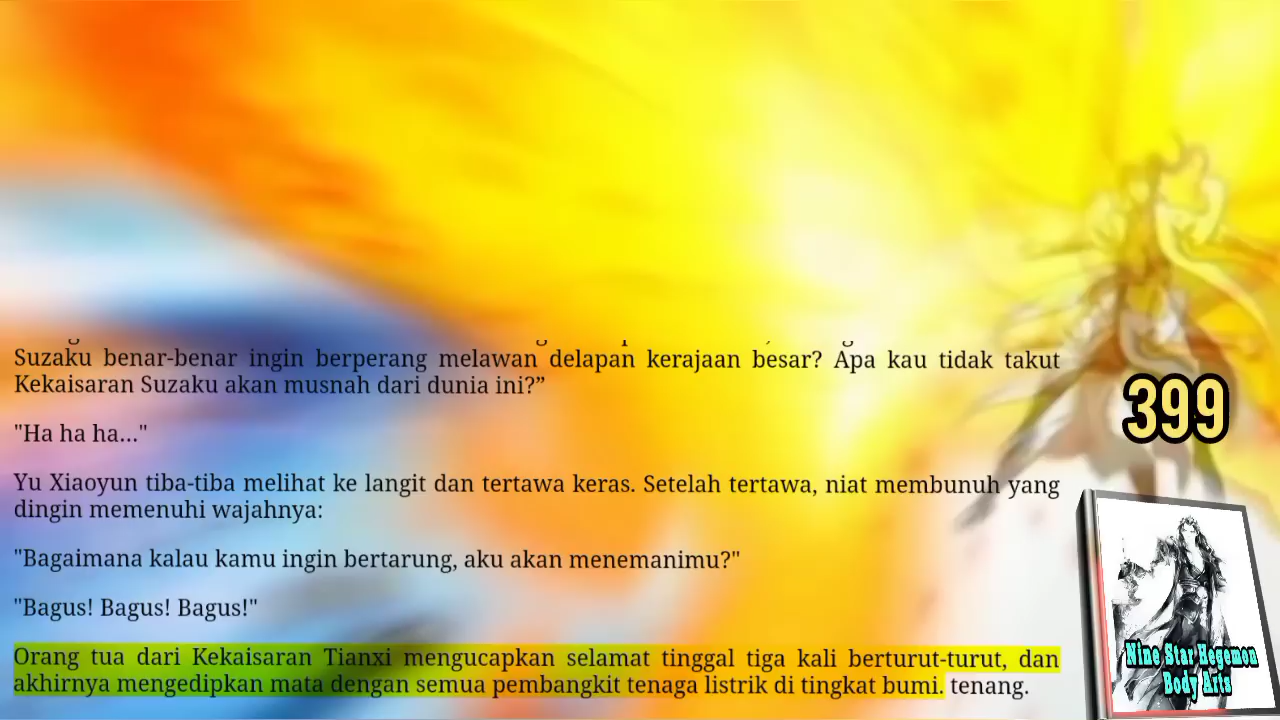 Suzaku benar-benar ingin berperang melawan delapan kerajaan besar? Apa kau tidak takut
Kekaisaran Suzaku akan musnah dari dunia ini?”
"Ha ha ha..."
Yu Xiaoyun tiba-tiba melihat ke langit dan tertawa keras. Setelah tertawa, niat membunuh yang
dingin memenuhi wajahnya:
"Bagaimana kalau kamu ingin bertarung, aku akan menemanimu?"
"Bagus! Bagus! Bagus!"
Orang tua dari Kekaisaran Tianxi mengucapkan selamat tinggal tiga kali berturut-turut, dan
akhirnya mengedipkan mata dengan semua pembangkit tenaga listrik di tingkat bumi. tenang.
399
Nine Star Hegemon
Body Arts